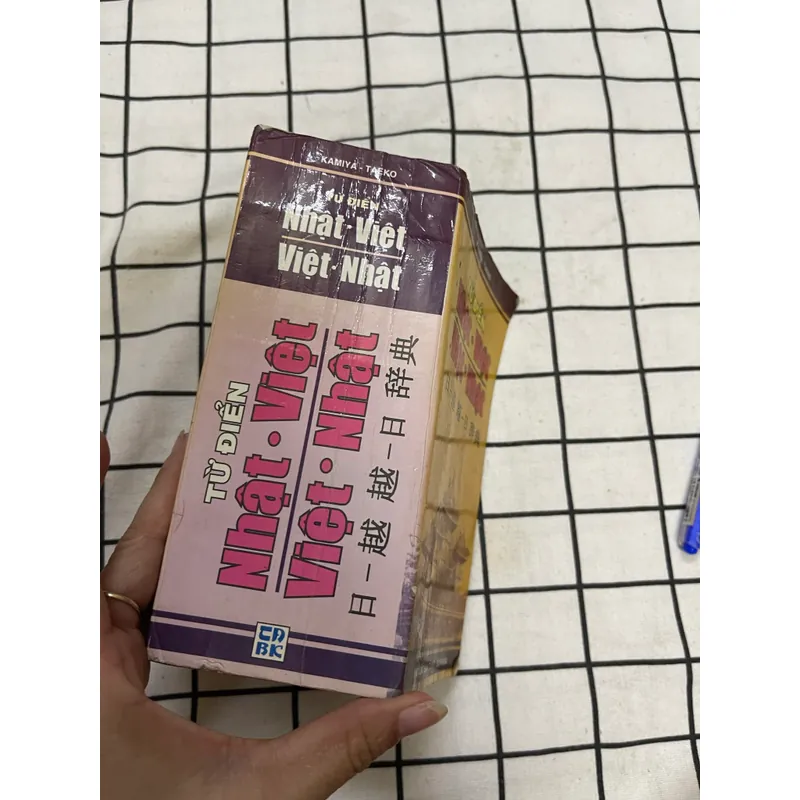 KAMIYA - TAEKO
TỪ ĐIỂN
Nhật·Việt
Việt·Nhật
TỪ ĐIỂN
Nhật·Việt
Việt·Nhật
日－越 越－日 辞典